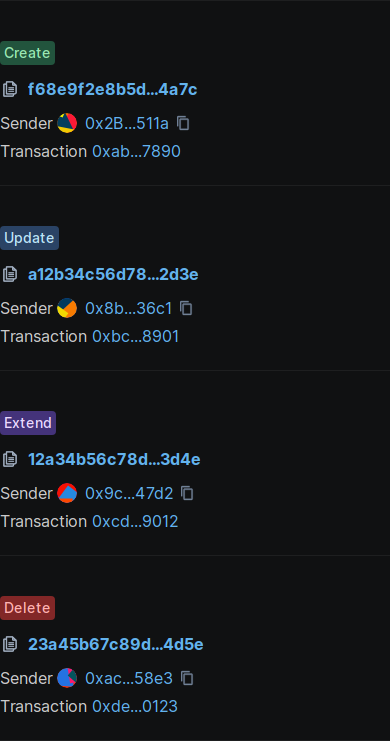 Create
f68e9f2e8b5d...4a7c
Sender 0x2B...511a
Transaction 0xab...7890
Update
a12b34c56d78...2d3e
Sender 0x8b...36c1
Transaction 0xbc...8901
Extend
12a34b56c78d...3d4e
Sender 0x9c...47d2
Transaction 0xcd...9012
Delete
23a45b67c89d...4d5e
Sender 0xac...58e3
Transaction 0xde...0123